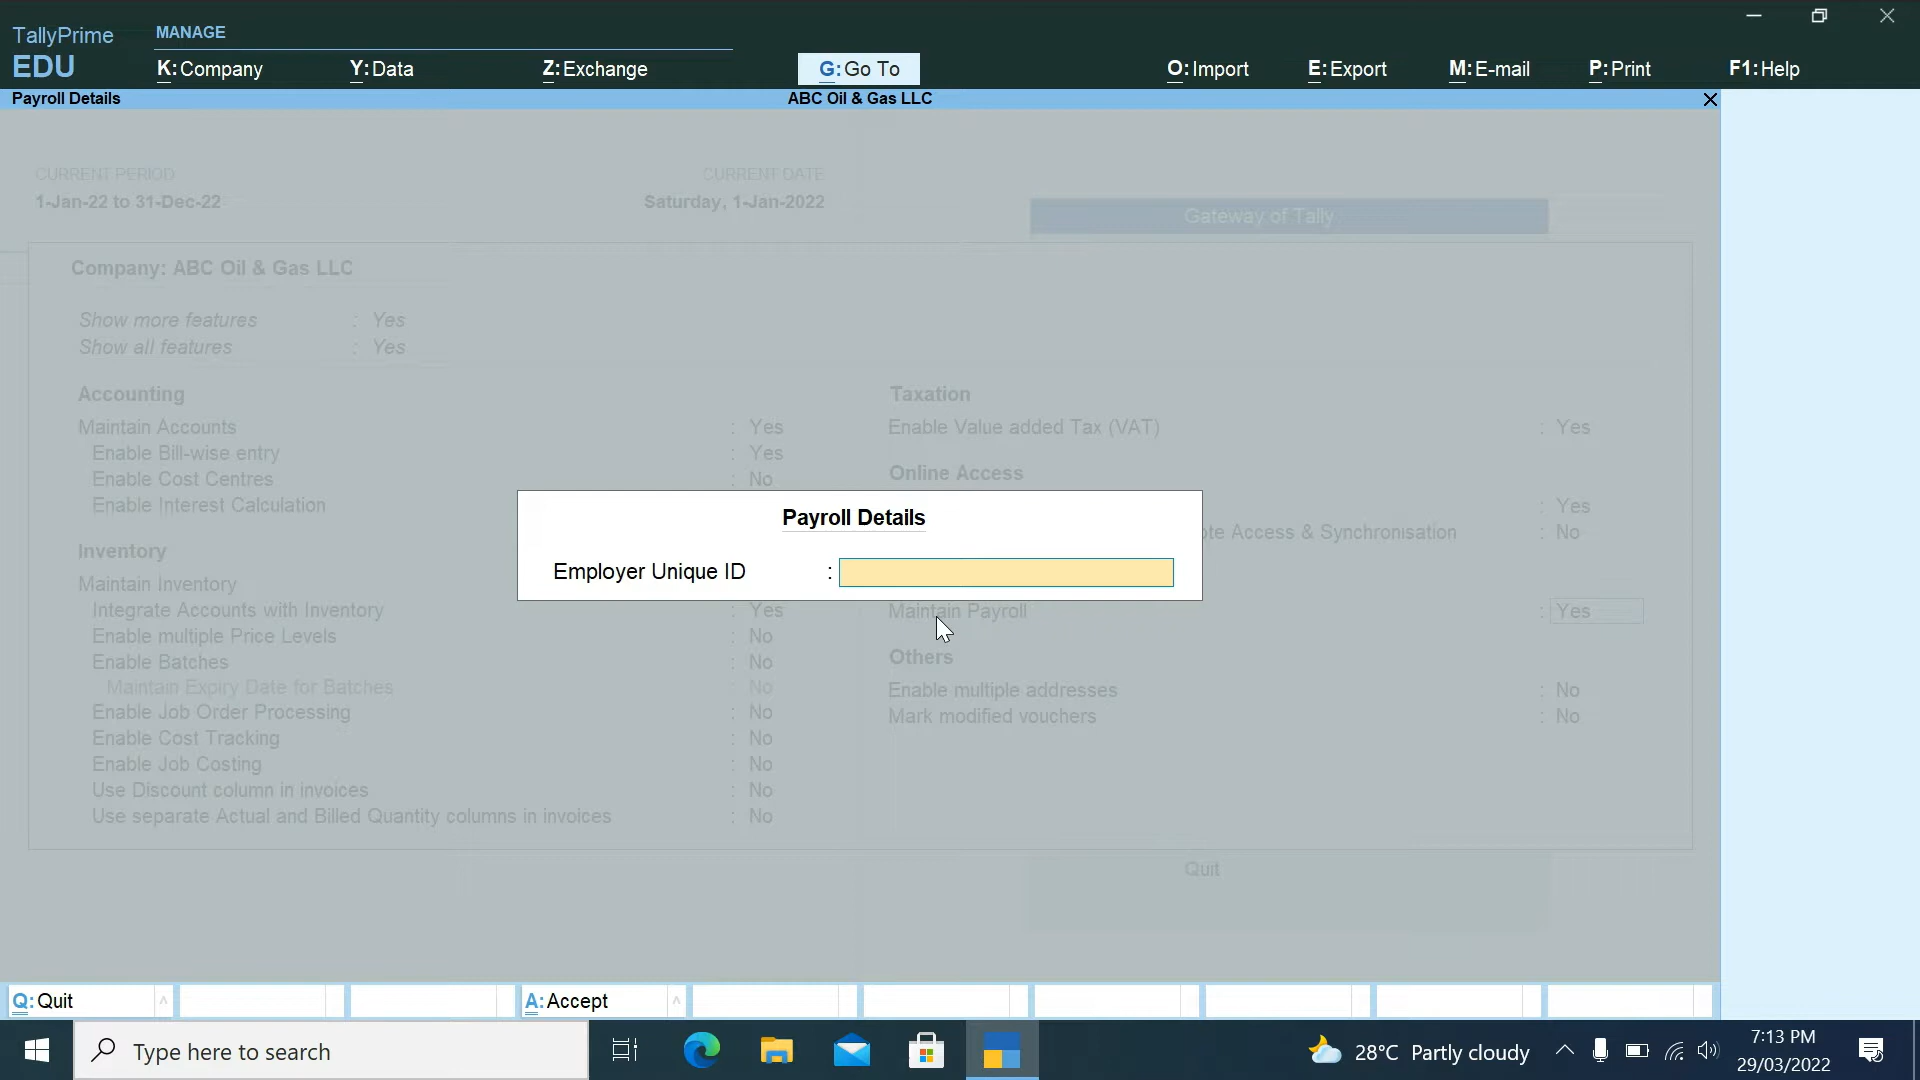 TallyPrime
EDU
MANAGE
K:Company
Y:Data
Z:Exchange
G:Go To
O:Import
E:Export
M:E-mail
P:Print
F1:Help
Payroll Details
ABC Oil & Gas LLC
CURRENT PERIOD
1-Jan-22 to 31-Dec-22
CURRENT DATE
Saturday, 1-Jan-2022
Gateway of Tally
Company: ABC Oil & Gas LLC
Show more features : Yes
Show all features : Yes
Accounting
Maintain Accounts : Yes
Enable Bill-wise entry : Yes
Enable Cost Centres : No
Enable Interest Calculation
Inventory
Maintain Inventory
Integrate Accounts with Inventory : Yes
Enable multiple Price Levels : No
Enable Batches : No
Maintain Expiry Date for Batches : No
Enable Job Order Processing : No
Enable Cost Tracking : No
Enable Job Costing : No
Use Discount column in invoices : No
Use separate Actual and Billed Quantity columns in invoices : No
Taxation
Enable Value added Tax (VAT) : Yes
Online Access
: Yes
Access & Synchronisation : No
Payroll Details
Employer Unique ID :
Maintain Payroll : Yes
Others
Enable multiple addresses : No
Mark modified vouchers : No
Quit
Q:Quit
A:Accept
Type here to search
28°C Partly cloudy
7:13 PM
29/03/2022